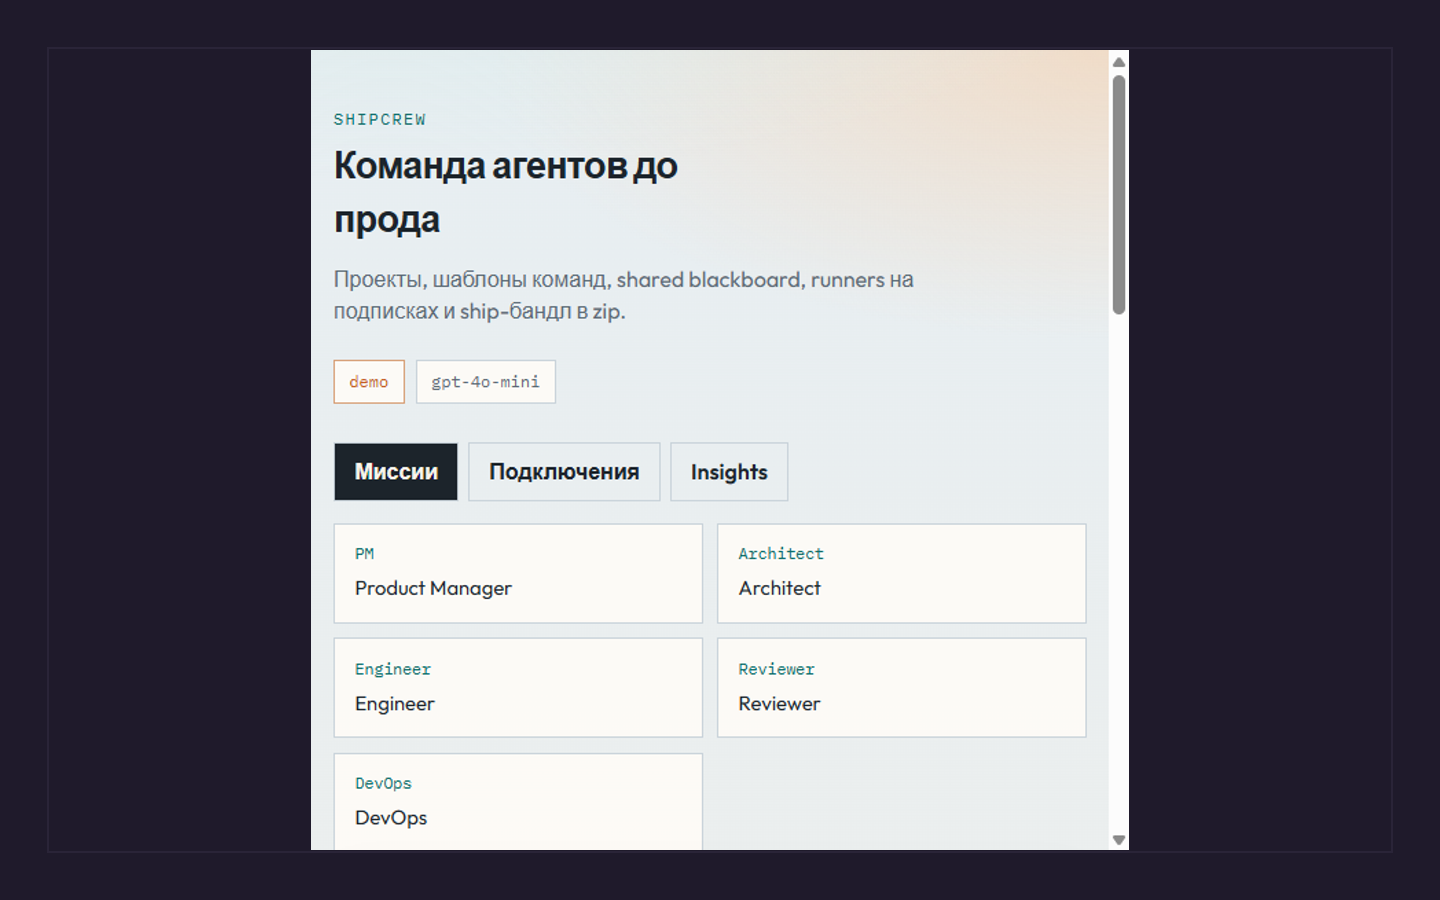 SHIPCREW
Команда агентов до
прода
Проекты, шаблоны команд, shared blackboard, runners на
подписках и ship-бандл в zip.
demo
gpt-4o-mini
Миссии
Подключения
Insights
PM
Product Manager
Architect
Architect
Engineer
Engineer
Reviewer
Reviewer
DevOps
DevOps